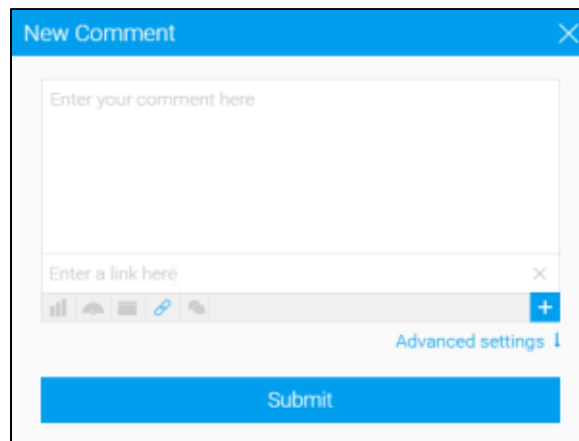 New Comment
Enter your comment here
Enter a link here
Advanced settings
Submit